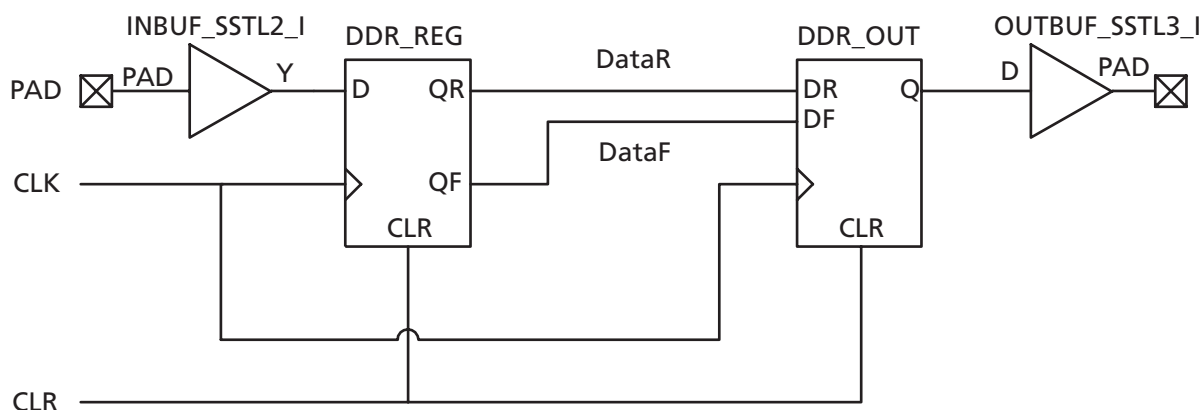 INBUF_SSTL2_I
DDR_REG
DDR_OUT
OUTBUF_SSTL3_I
PAD
PAD
Y
D
QR
DataR
DR
Q
D
PAD
DF
DataF
CLK
QF
CLR
CLR
CLR